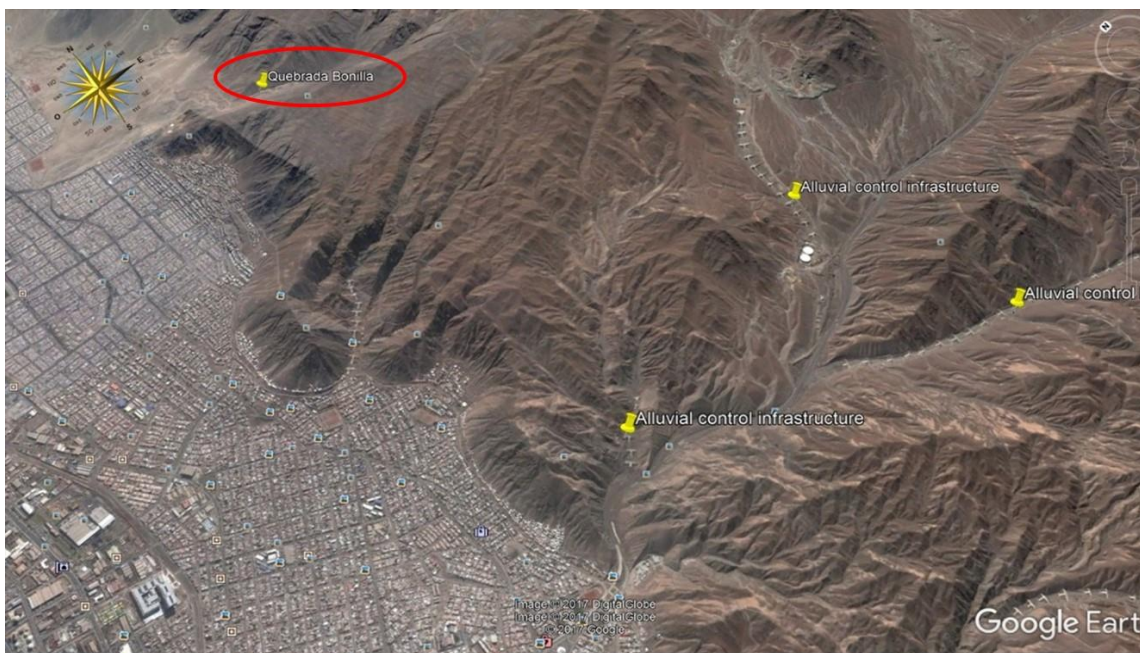 N
E
O
S
Quebrada Bonilla
N
Alluvial control infrastructure
Alluvial control
Alluvial control infrastructure
Image © 2017 DigitalGlobe
Image © 2017 DigitalGlobe
© 2017 Google
Google Eart